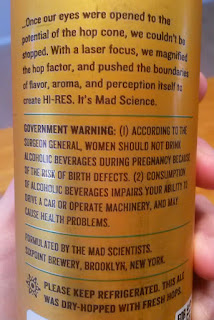 ...Once our eyes were opened to the
potential of the hop cone, we couldn't be
stopped. With a laser focus, we magnified
the hop factor, and pushed the boundaries
of flavor, aroma, and perception itself to
create HI-RES. It's Mad Science.
GOVERNMENT WARNING: (1) ACCORDING TO THE
SURGEON GENERAL, WOMEN SHOULD NOT DRINK
ALCOHOLIC BEVERAGES DURING PREGNANCY BECAUSE
OF THE RISK OF BIRTH DEFECTS. (2) CONSUMPTION
OF ALCOHOLIC BEVERAGES IMPAIRS YOUR ABILITY TO
DRIVE A CAR OR OPERATE MACHINERY, AND MAY
CAUSE HEALTH PROBLEMS.
FORMULATED BY THE MAD SCIENTISTS.
SIXPOINT BREWERY, BROOKLYN, NEW YORK.
PLEASE KEEP REFRIGERATED. THIS ALE
WAS DRY-HOPPED WITH FRESH HOPS.